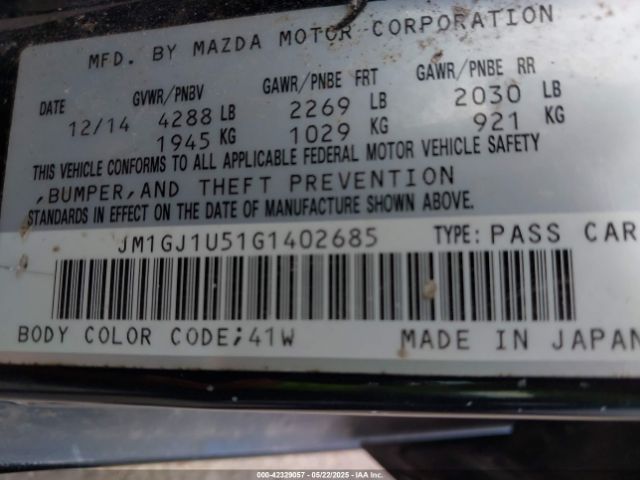 MFD. BY MAZDA MOTOR CORPORATION
DATE GVWR/PNBV GAWR/PNBE FRT GAWR/PNBE RR
12/14 4288 LB 2269 LB 2030 LB
1945 KG 1029 KG 921 KG
THIS VEHICLE CONFORMS TO ALL APPLICABLE FEDERAL MOTOR VEHICLE SAFETY
,BUMPER,AND THEFT PREVENTION
STANDARDS IN EFFECT ON THE DATE OF MANUFACTURE SHOWN ABOVE.
JM1GJ1U51G1402685 TYPE: PASS CAR
BODY COLOR CODE;41W MADE IN JAPAN
000-42329057 05/22/2025 IAAI.com